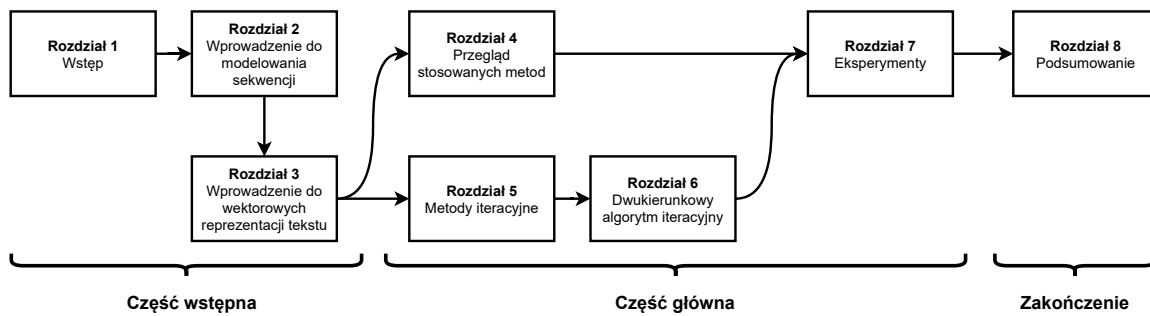 Rozdział 1
Wstęp
Rozdział 2
Wprowadzenie do
modelowania
sekwencji
Rozdział 3
Wprowadzenie do
wektorowych
reprezentacji tekstu
Rozdział 4
Przegląd
stosowanych metod
Rozdział 5
Metody iteracyjne
Rozdział 6
Dwukierunkowy
algorytm iteracyjny
Rozdział 7
Eksperymenty
Rozdział 8
Podsumowanie
Część wstępna
Część główna
Zakończenie